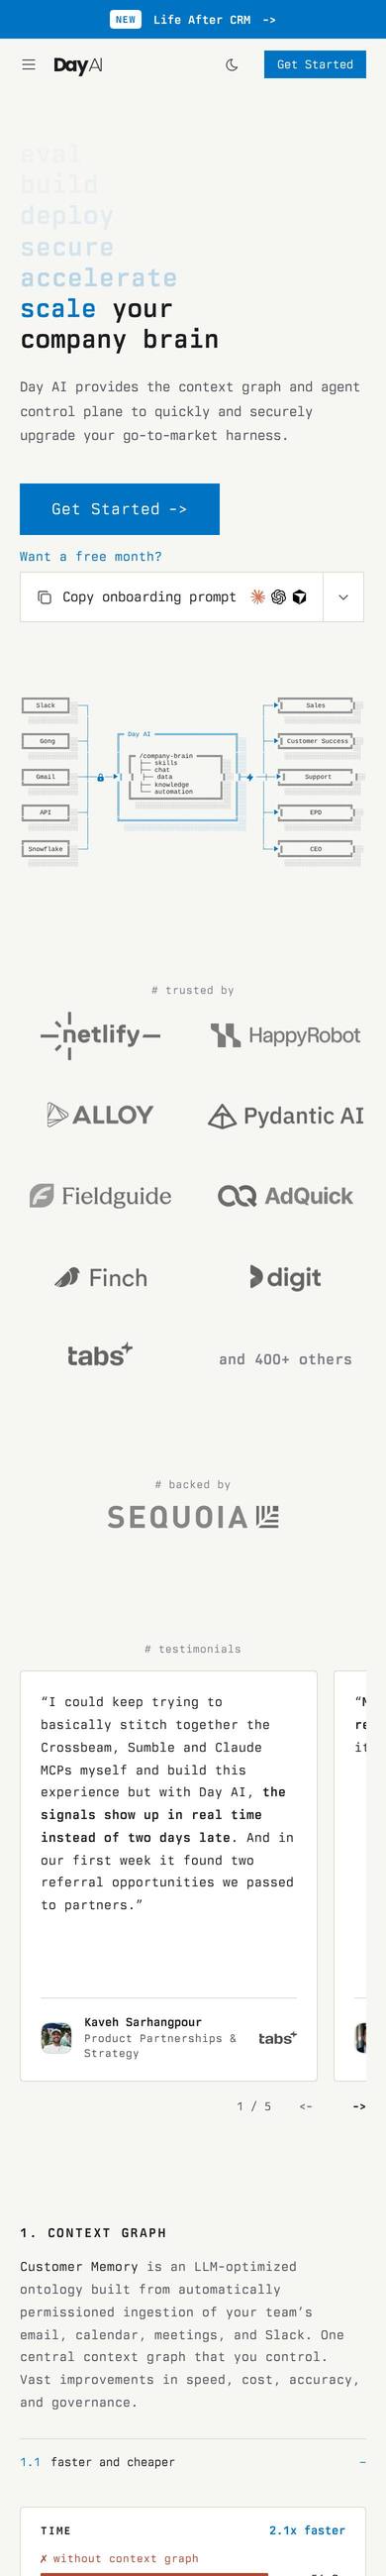 NEW Life After CRM ->
Day AI Get Started
eval
build
deploy
secure
accelerate
scale your
company brain
Day AI provides the context graph and agent
control plane to quickly and securely
upgrade your go-to-market harness.
Get Started ->
Want a free month?
Copy onboarding prompt
Slack
Gong
Gmail
API
Snowflake
Day AI
/company-brain
skills
chat
data
knowledge
automation
Sales
Customer Success
Support
EPD
CEO
# trusted by
netlify HappyRobot
ALLOY Pydantic AI
Fieldguide AdQuick
Finch digit
tabs and 400+ others
# backed by
SEQUOIA
# testimonials
“I could keep trying to
basically stitch together the
Crossbeam, Sumble and Claude
MCPs myself and build this
experience but with Day AI, the
signals show up in real time
instead of two days late. And in
our first week it found two
referral opportunities we passed
to partners.”
Kaveh Sarhangpour
Product Partnerships &
Strategy
tabs
1 / 5 <- ->
1. CONTEXT GRAPH
Customer Memory is an LLM-optimized
ontology built from automatically
permissioned ingestion of your team’s
email, calendar, meetings, and Slack. One
central context graph that you control.
Vast improvements in speed, cost, accuracy,
and governance.
1.1 faster and cheaper –
TIME 2.1x faster
✗ without context graph